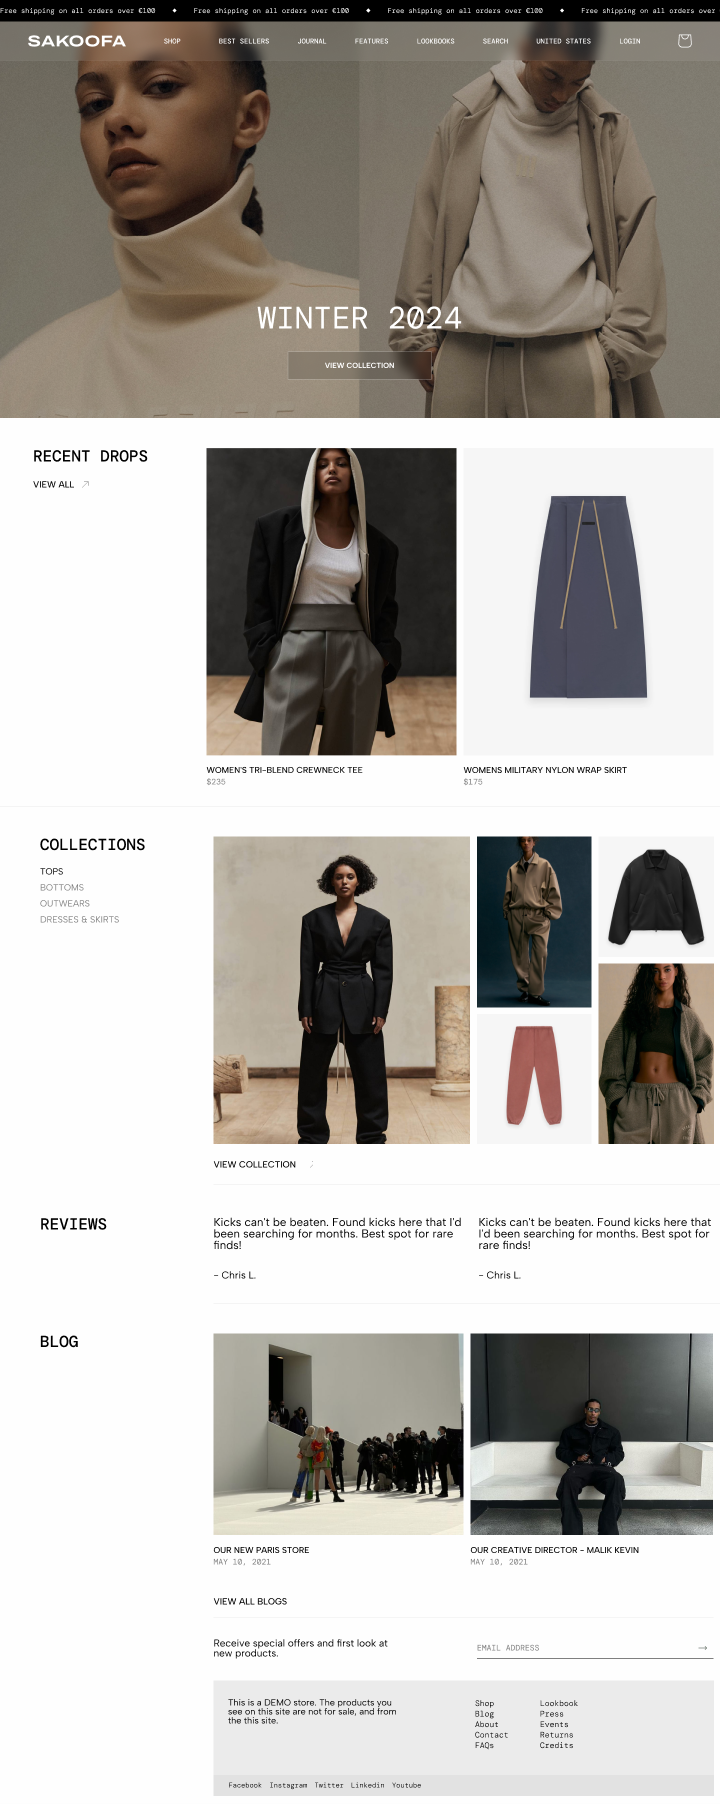 Free shipping on all orders over €100 ✦ Free shipping on all orders over €100 ✦ Free shipping on all orders over €100 ✦ Free shipping on all orders over
SAKOOFA SHOP BEST SELLERS JOURNAL FEATURES LOOKBOOKS SEARCH UNITED STATES LOGIN
WINTER 2024
VIEW COLLECTION
RECENT DROPS
VIEW ALL
WOMEN'S TRI-BLEND CREWNECK TEE
$235
WOMENS MILITARY NYLON WRAP SKIRT
$175
COLLECTIONS
TOPS
BOTTOMS
OUTWEARS
DRESSES & SKIRTS
VIEW COLLECTION
REVIEWS
Kicks can't be beaten. Found kicks here that I'd
been searching for months. Best spot for rare
finds!
- Chris L.
Kicks can't be beaten. Found kicks here that
I'd been searching for months. Best spot for
rare finds!
- Chris L.
BLOG
OUR NEW PARIS STORE
MAY 10, 2021
OUR CREATIVE DIRECTOR - MALIK KEVIN
MAY 10, 2021
VIEW ALL BLOGS
Receive special offers and first look at
new products.
EMAIL ADDRESS
This is a DEMO store. The products you
see on this site are not for sale, and from
the this site.
Shop
Blog
About
Contact
FAQs
Lookbook
Press
Events
Returns
Credits
Facebook Instagram Twitter Linkedin Youtube